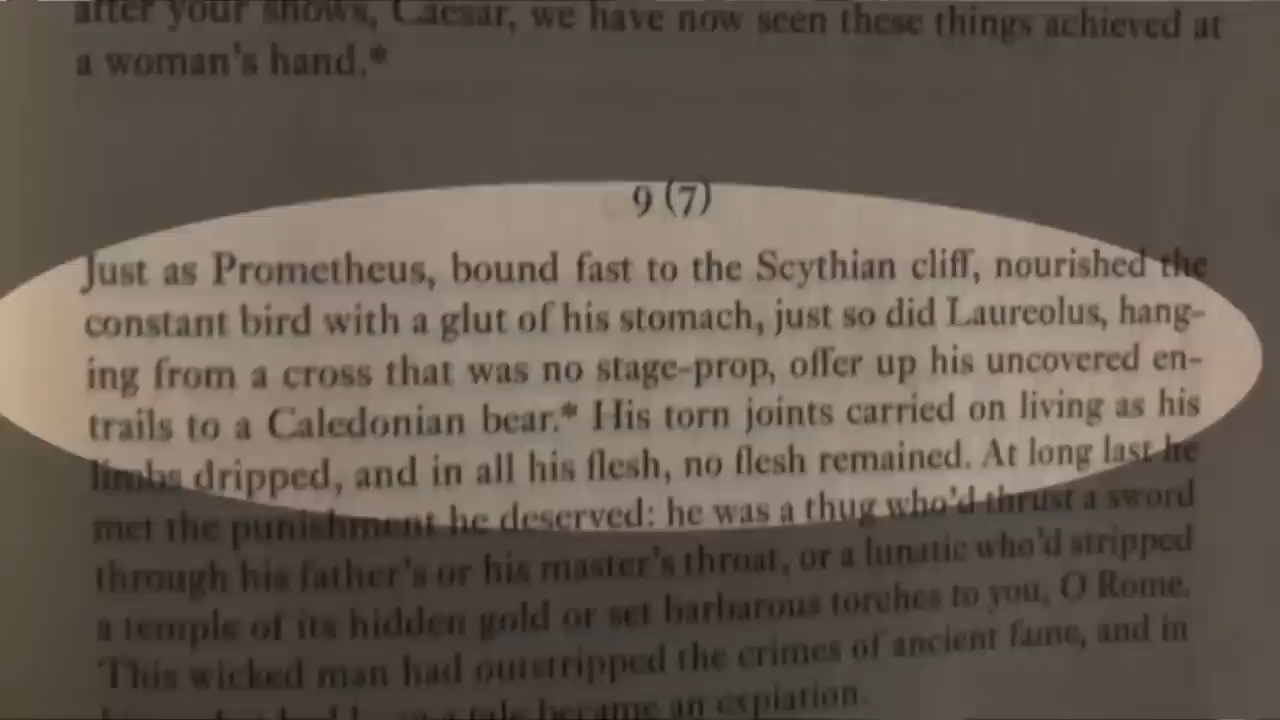 after your shows, Caesar, we have now seen these things achieved at
a woman's hand.*
9 (7)
Just as Prometheus, bound fast to the Scythian cliff, nourished the
constant bird with a glut of his stomach, just so did Laureolus, hang-
ing from a cross that was no stage-prop, offer up his uncovered en-
trails to a Caledonian bear.* His torn joints carried on living as his
limbs dripped, and in all his flesh, no flesh remained. At long last he
met the punishment he deserved: he was a thug who'd thrust a sword
through his father's or his master's throat, or a lunatic who'd stripped
a temple of its hidden gold or set barbarous torches to you, O Rome.
This wicked man had outstripped the crimes of ancient fame, and in
a tale became an expiation.